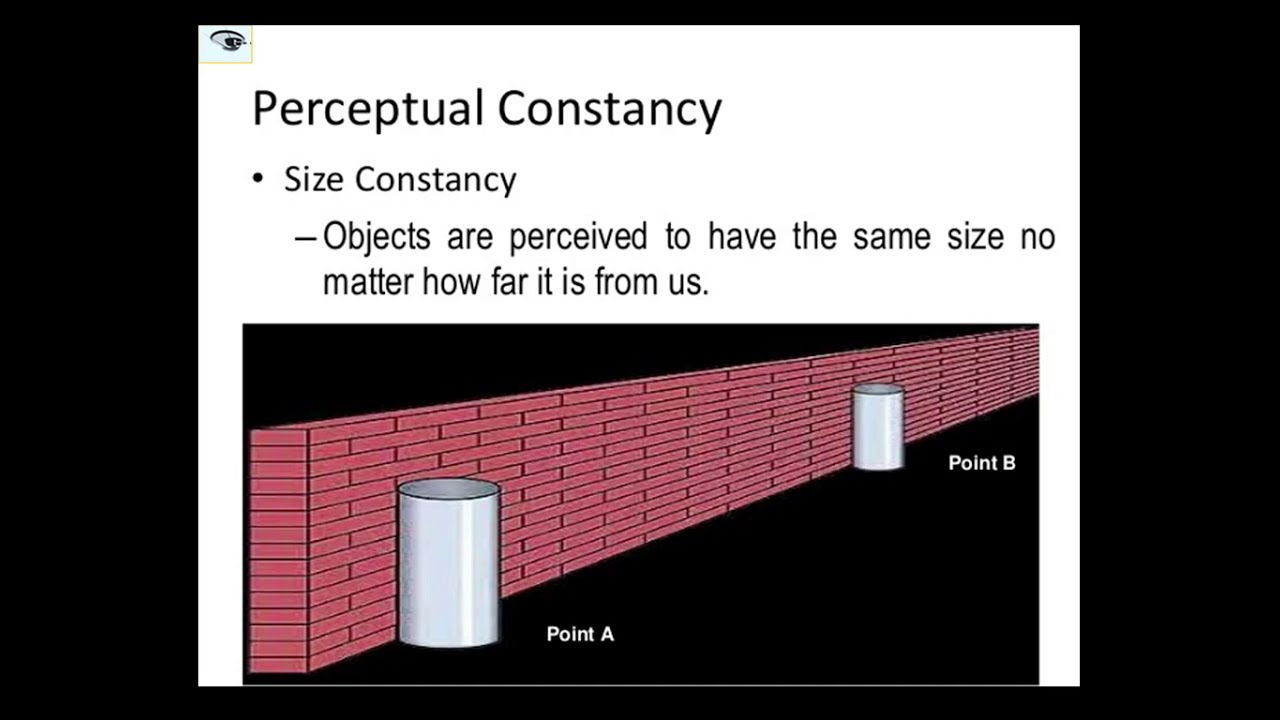 Perceptual Constancy
• Size Constancy
– Objects are perceived to have the same size no
matter how far it is from us.
Point B
Point A